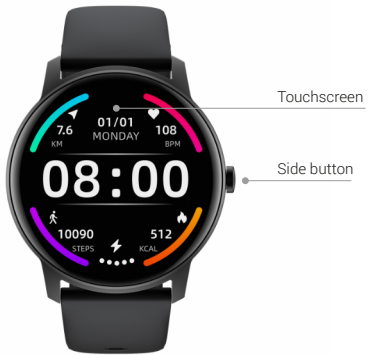 Touchscreen
01/01
7.6
MONDAY
108
KM
BPM
08:00
Side button
10090
512
STEPS
KCAL